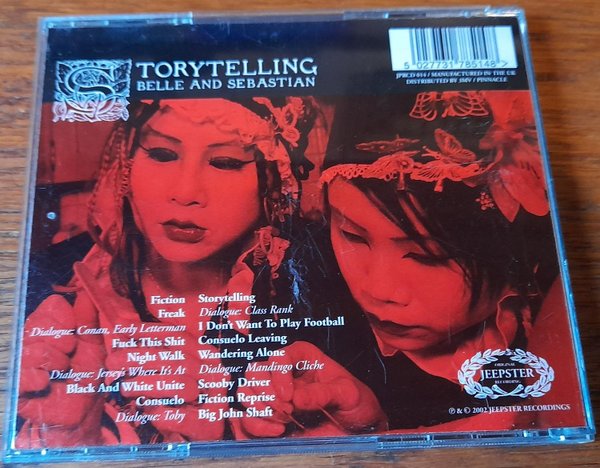 STORYTELLING
BELLE AND SEBASTIAN
5 027731 785148 >
JPRCD 014 / MANUFACTURED IN THE UK
DISTRIBUTED BY SMV / PINNACLE
Fiction
Freak
Dialogue: Conan, Early Letterman
Fuck This Shit
Night Walk
Dialogue: Jersey's Where It's At
Black And White Unite
Consuelo
Dialogue: Toby
Storytelling
Dialogue: Class Rank
I Don't Want To Play Football
Consuelo Leaving
Wandering Alone
Dialogue: Mandingo Cliche
Scooby Driver
Fiction Reprise
Big John Shaft
ORIGINAL
JEEPSTER
RECORDING
℗ & © 2002 JEEPSTER RECORDINGS